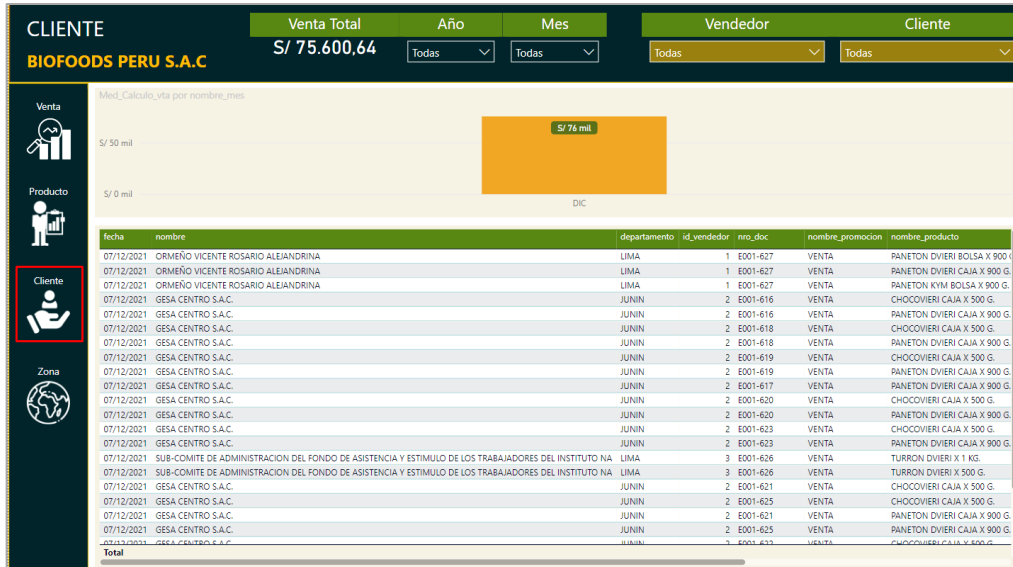 CLIENTE
BIOFOODS PERU S.A.C
Venta Total Año Mes Vendedor Cliente
S/ 75.600,64 Todas Todas Todas Todas
Venta
Producto
Cliente
Zona
Med_Calculo_vta por nombre_mes
S/ 50 mil
S/ 76 mil
S/ 0 mil
DIC
fecha nombre departamento id_vendedor nro_doc nombre_promocion nombre_producto
07/12/2021 ORMEÑO VICENTE ROSARIO ALEJANDRINA LIMA 1 E001-627 VENTA PANETON DVIERI BOLSA X 900
07/12/2021 ORMEÑO VICENTE ROSARIO ALEJANDRINA LIMA 1 E001-627 VENTA PANETON DVIERI CAJA X 900 G.
07/12/2021 ORMEÑO VICENTE ROSARIO ALEJANDRINA LIMA 1 E001-627 VENTA PANETON KYM BOLSA X 900 G.
07/12/2021 GESA CENTRO S.A.C. JUNIN 2 E001-616 VENTA CHOCOVIERI CAJA X 500 G.
07/12/2021 GESA CENTRO S.A.C. JUNIN 2 E001-616 VENTA PANETON DVIERI CAJA X 900 G.
07/12/2021 GESA CENTRO S.A.C. JUNIN 2 E001-618 VENTA CHOCOVIERI CAJA X 500 G.
07/12/2021 GESA CENTRO S.A.C. JUNIN 2 E001-618 VENTA PANETON DVIERI CAJA X 900 G.
07/12/2021 GESA CENTRO S.A.C. JUNIN 2 E001-619 VENTA CHOCOVIERI CAJA X 500 G.
07/12/2021 GESA CENTRO S.A.C. JUNIN 2 E001-619 VENTA PANETON DVIERI CAJA X 900 G.
07/12/2021 GESA CENTRO S.A.C. JUNIN 2 E001-617 VENTA PANETON DVIERI CAJA X 900 G.
07/12/2021 GESA CENTRO S.A.C. JUNIN 2 E001-620 VENTA CHOCOVIERI CAJA X 500 G.
07/12/2021 GESA CENTRO S.A.C. JUNIN 2 E001-620 VENTA PANETON DVIERI CAJA X 900 G.
07/12/2021 GESA CENTRO S.A.C. JUNIN 2 E001-623 VENTA CHOCOVIERI CAJA X 500 G.
07/12/2021 GESA CENTRO S.A.C. JUNIN 2 E001-623 VENTA PANETON DVIERI CAJA X 900 G.
07/12/2021 SUB-COMITE DE ADMINISTRACION DEL FONDO DE ASISTENCIA Y ESTIMULO DE LOS TRABAJADORES DEL INSTITUTO NA LIMA 3 E001-626 VENTA TURRON DVIERI X 1 KG.
07/12/2021 SUB-COMITE DE ADMINISTRACION DEL FONDO DE ASISTENCIA Y ESTIMULO DE LOS TRABAJADORES DEL INSTITUTO NA LIMA 3 E001-626 VENTA TURRON DVIERI X 500 G.
07/12/2021 GESA CENTRO S.A.C. JUNIN 2 E001-621 VENTA CHOCOVIERI CAJA X 500 G.
07/12/2021 GESA CENTRO S.A.C. JUNIN 2 E001-625 VENTA CHOCOVIERI CAJA X 500 G.
07/12/2021 GESA CENTRO S.A.C. JUNIN 2 E001-621 VENTA PANETON DVIERI CAJA X 900 G.
07/12/2021 GESA CENTRO S.A.C. JUNIN 2 E001-625 VENTA PANETON DVIERI CAJA X 900 G.
07/12/2021 GESA CENTRO S.A.C. JUNIN 2 E001-622 VENTA CHOCOVIERI CAJA X 500 G.
Total